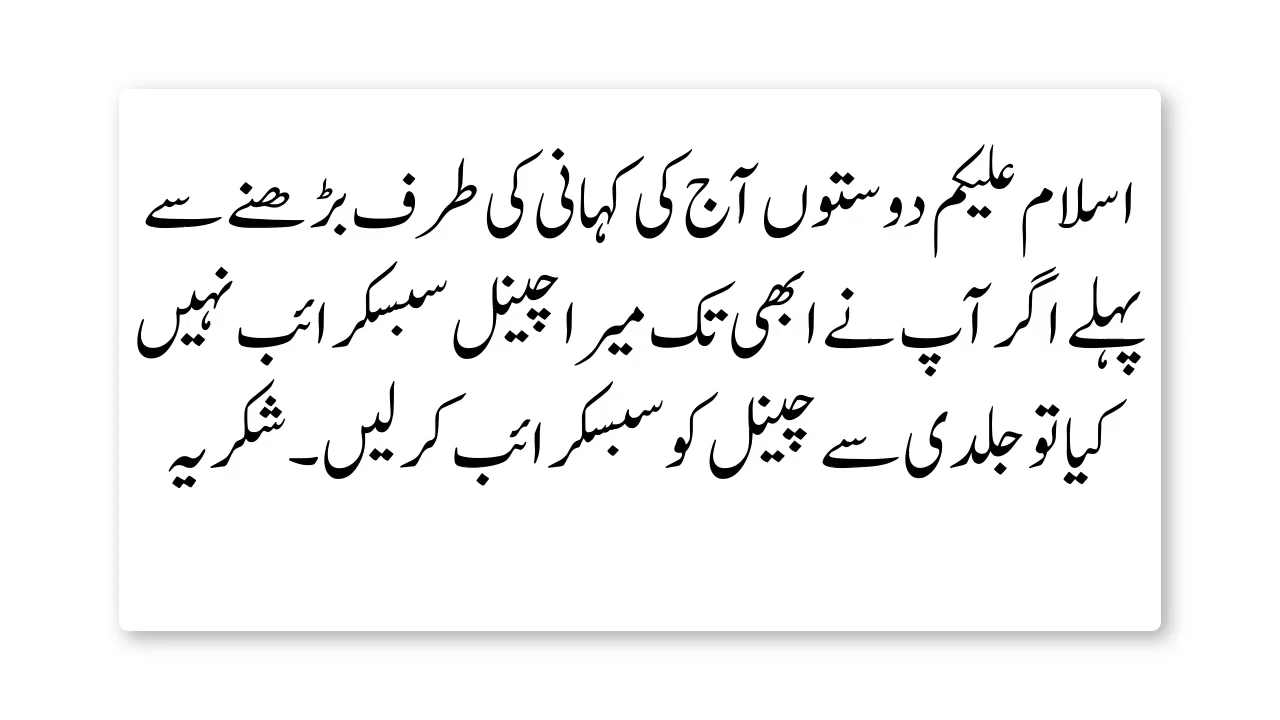 اسلام علیکم دوستوں آج کی کہانی کی طرف بڑھنے سے
پہلے اگر آپ نے ابھی تک میرا چینل سبسکرائب نہیں
کیا تو جلدی سے چینل کو سبسکرائب کر لیں۔ شکریہ